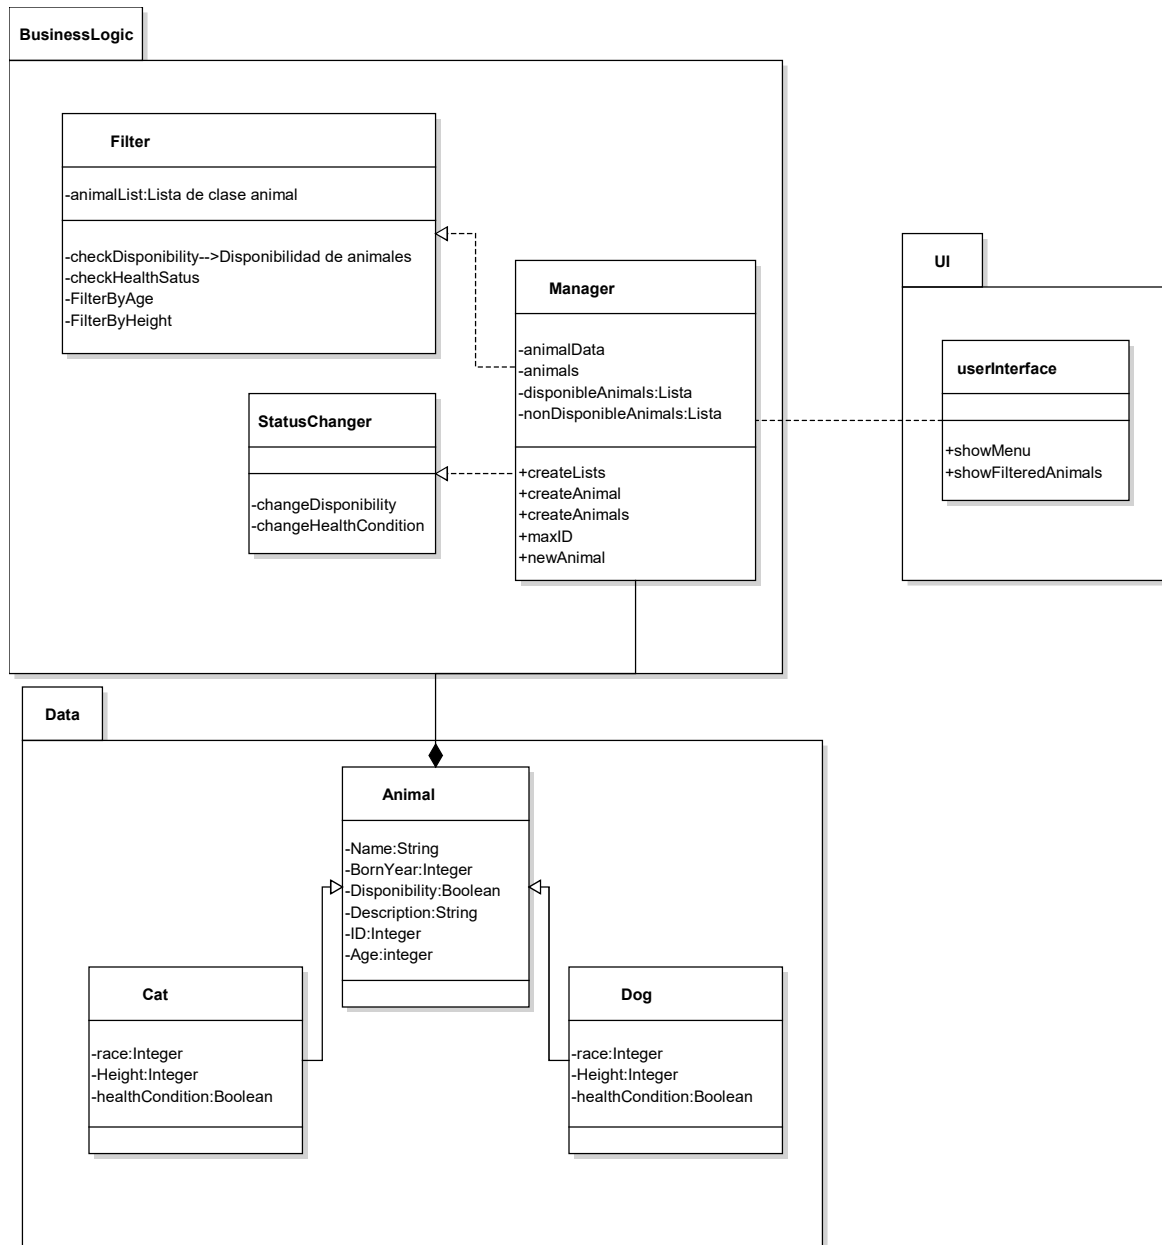 BusinessLogic
Filter
-animalList:Lista de clase animal
-checkDisponibility-->Disponibilidad de animales
-checkHealthSatus
-FilterByAge
-FilterByHeight
StatusChanger
-changeDisponibility
-changeHealthCondition
Manager
-animalData
-animals
-disponibleAnimals:Lista
-nonDisponibleAnimals:Lista
+createLists
+createAnimal
+createAnimals
+maxID
+newAnimal
UI
userInterface
+showMenu
+showFilteredAnimals
Data
Animal
-Name:String
-BornYear:Integer
-Disponibility:Boolean
-Description:String
-ID:Integer
-Age:integer
Cat
-race:Integer
-Height:Integer
-healthCondition:Boolean
Dog
-race:Integer
-Height:Integer
-healthCondition:Boolean